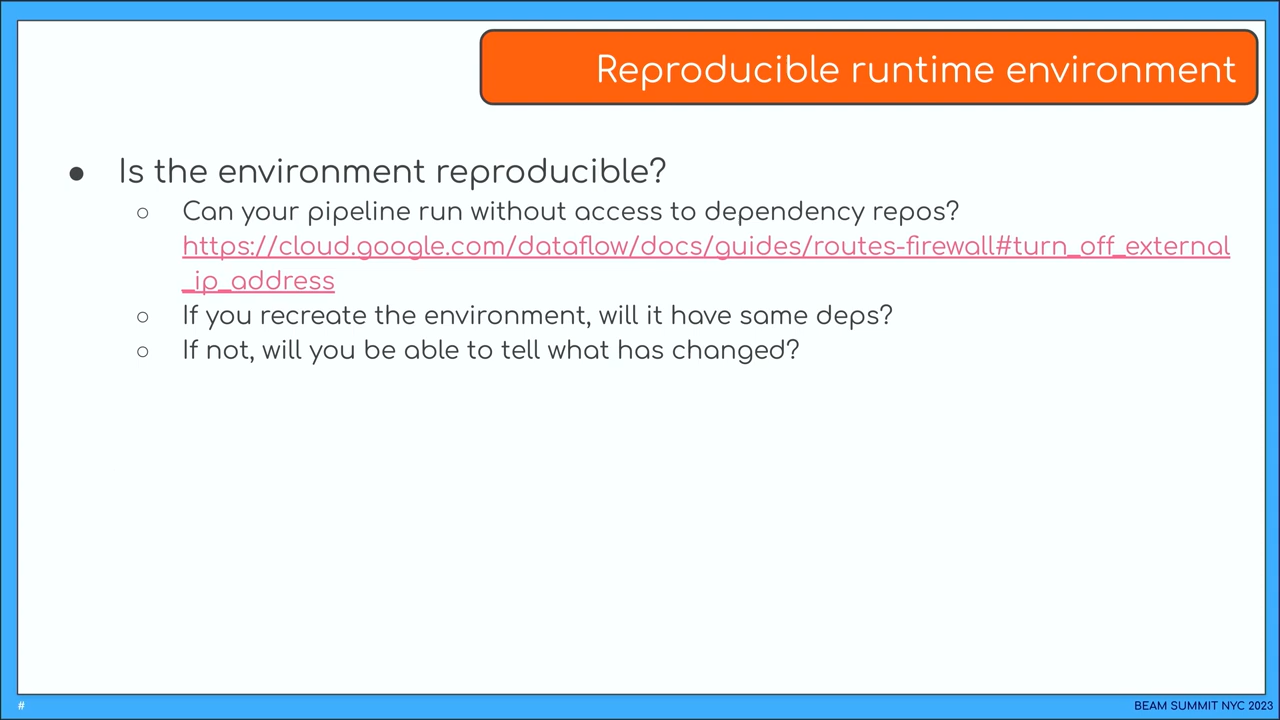 Reproducible runtime environment
● Is the environment reproducible?
○ Can your pipeline run without access to dependency repos?
https://cloud.google.com/dataflow/docs/guides/routes-firewall#turn_off_external
_ip_address
○ If you recreate the environment, will it have same deps?
○ If not, will you be able to tell what has changed?
#
BEAM SUMMIT NYC 2023